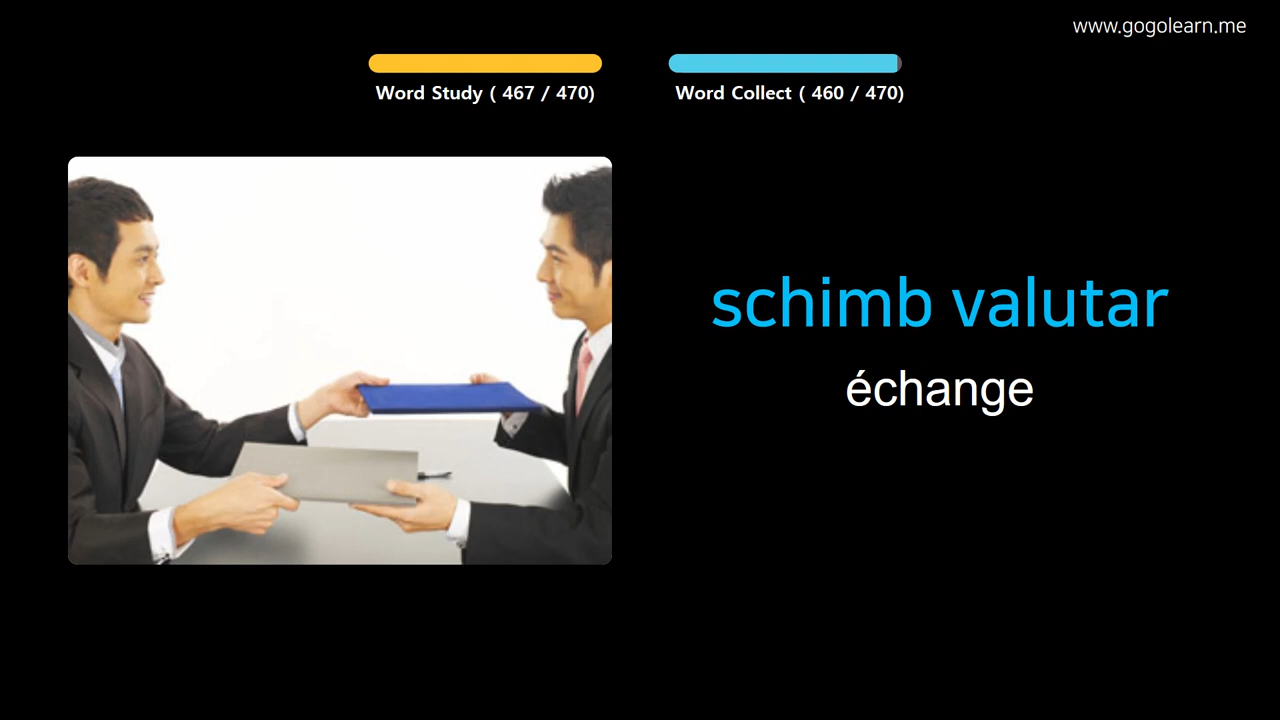 www.gogolearn.me
Word Study ( 467 / 470)
Word Collect ( 460 / 470)
schimb valutar
échange